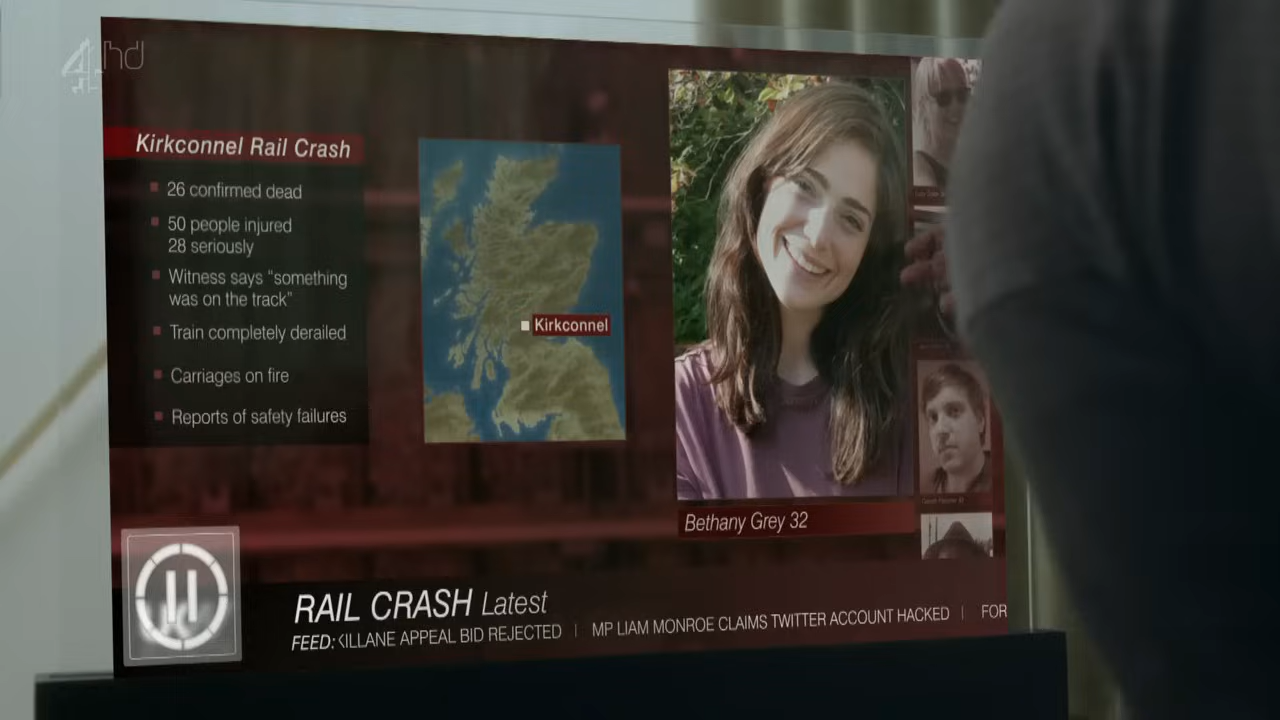 4hd
Kirkconnel Rail Crash
26 confirmed dead
50 people injured
28 seriously
Witness says "something
was on the track"
Train completely derailed
Carriages on fire
Reports of safety failures
Kirkconnel
Bethany Grey 32
RAIL CRASH Latest
FEED: KILLANE APPEAL BID REJECTED | MP LIAM MONROE CLAIMS TWITTER ACCOUNT HACKED | FOR